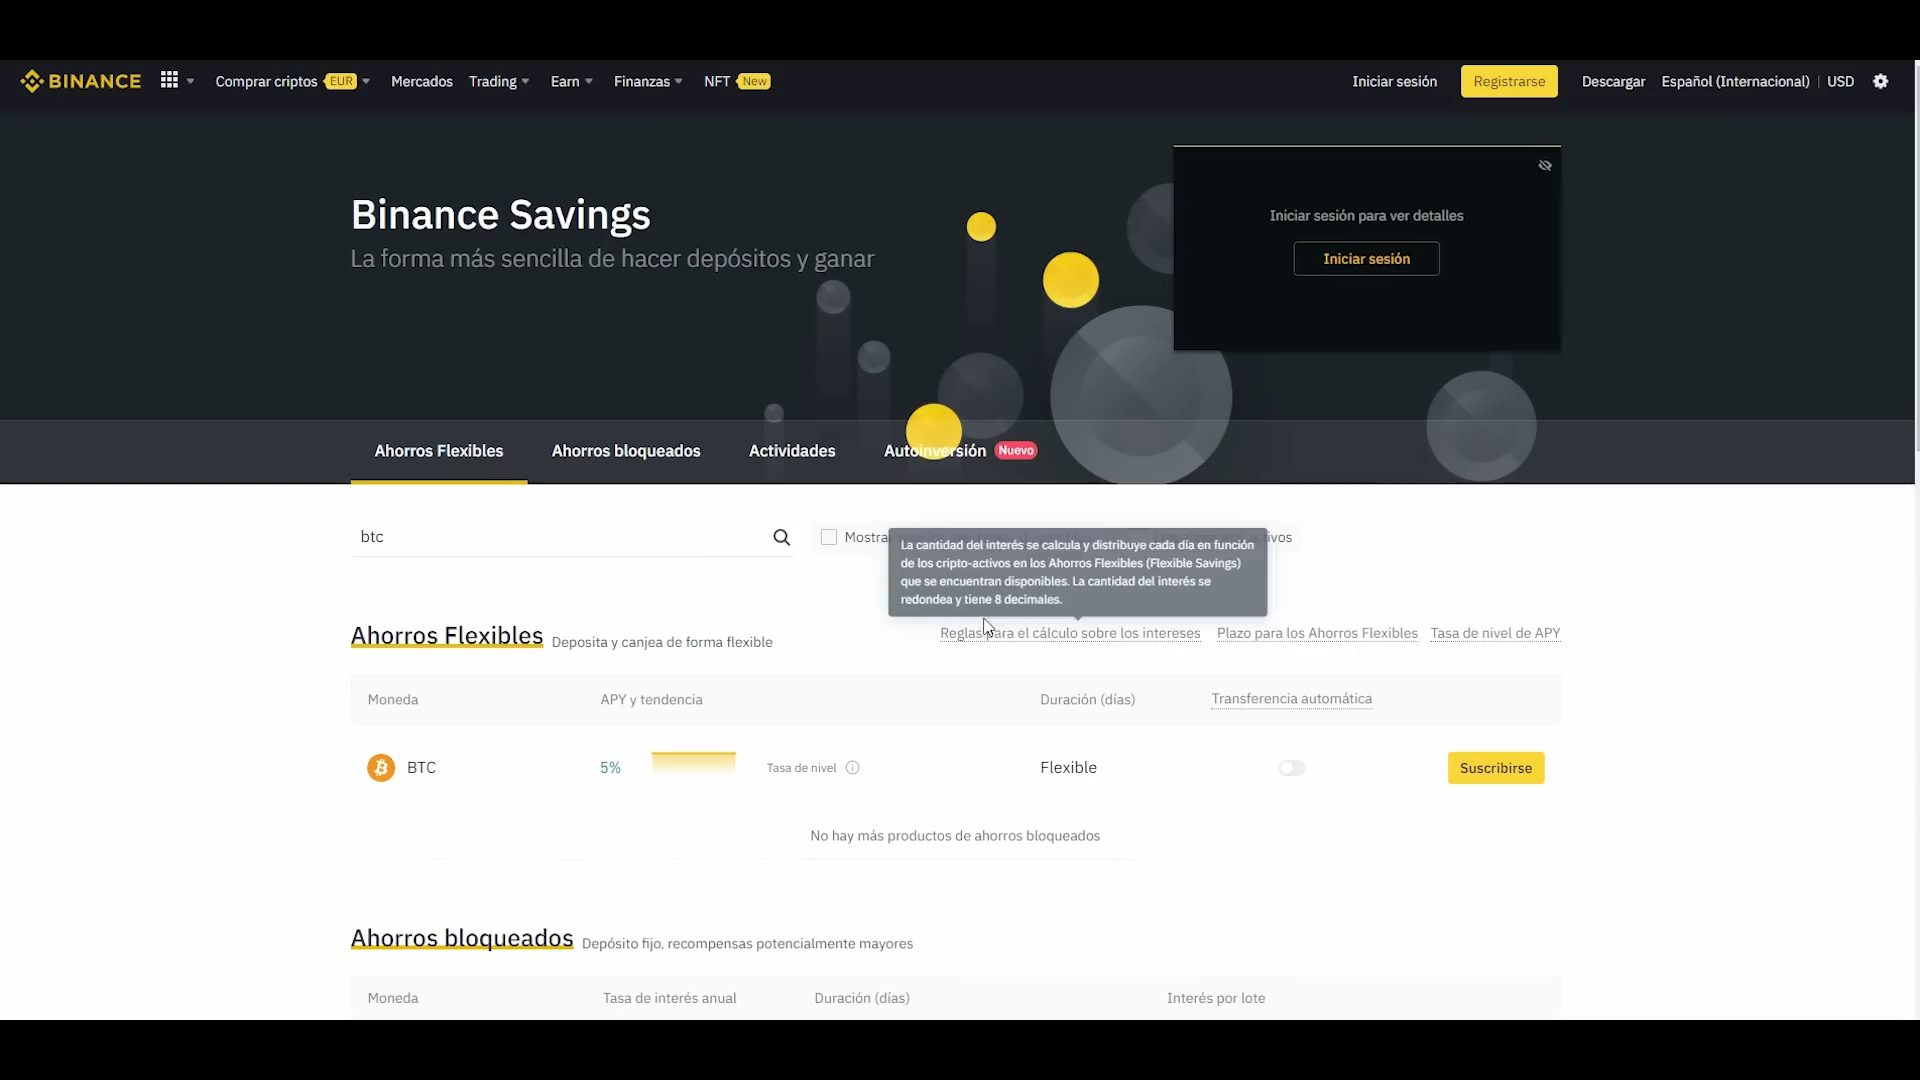 BINANCE
Comprar criptos EUR
Mercados
Trading
Earn
Finanzas
NFT New
Iniciar sesión
Registrarse
Descargar
Español (Internacional)
USD
Binance Savings
La forma más sencilla de hacer depósitos y ganar
Iniciar sesión para ver detalles
Iniciar sesión
Ahorros Flexibles
Ahorros bloqueados
Actividades
Autoinversión Nuevo
btc
La cantidad del interés se calcula y distribuye cada día en función
de los cripto-activos en los Ahorros Flexibles (Flexible Savings)
que se encuentran disponibles. La cantidad del interés se
redondea y tiene 8 decimales.
Ahorros Flexibles Deposita y canjea de forma flexible
Reglas para el cálculo sobre los intereses
Plazo para los Ahorros Flexibles
Tasa de nivel de APY
Moneda
APY y tendencia
Duración (días)
Transferencia automática
BTC
5%
Tasa de nivel
Flexible
Suscribirse
No hay más productos de ahorros bloqueados
Ahorros bloqueados Depósito fijo, recompensas potencialmente mayores
Moneda
Tasa de interés anual
Duración (días)
Interés por lote